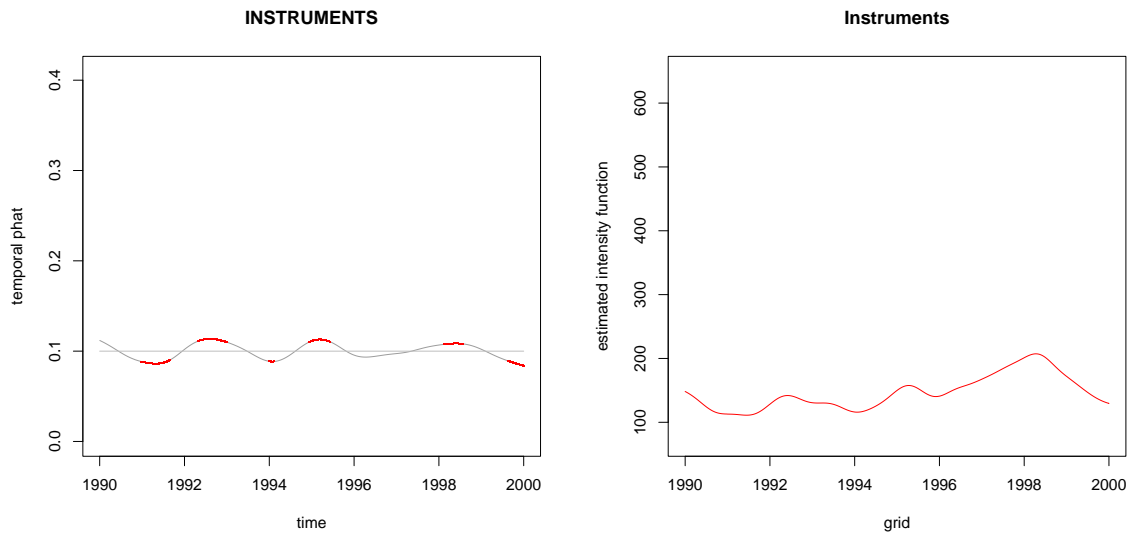 INSTRUMENTS
temporal phat
0.4
0.3
0.2
0.1
0.0
1990 1992 1994 1996 1998 2000
time
Instruments
estimated intensity function
600
500
400
300
200
100
1990 1992 1994 1996 1998 2000
grid